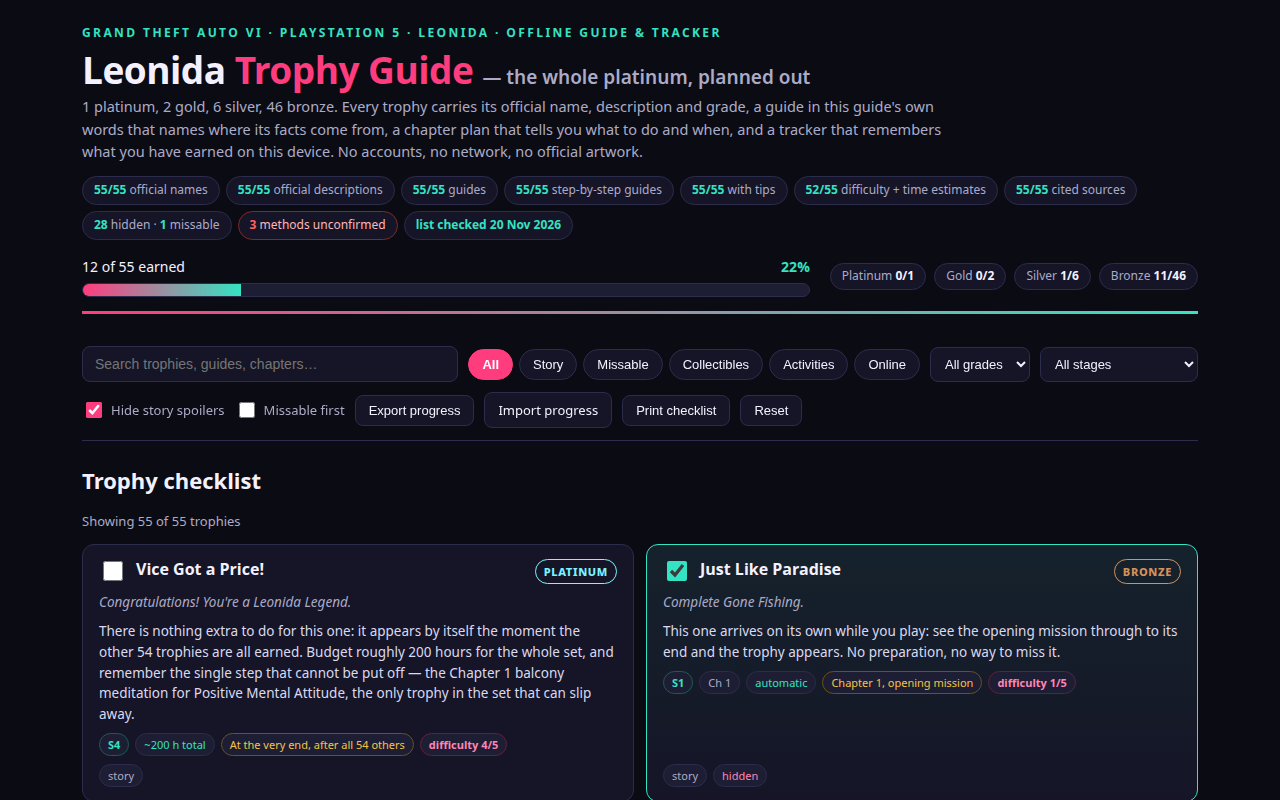 GRAND THEFT AUTO VI · PLAYSTATION 5 · LEONIDA · OFFLINE GUIDE & TRACKER
Leonida Trophy Guide — the whole platinum, planned out
1 platinum, 2 gold, 6 silver, 46 bronze. Every trophy carries its official name, description and grade, a guide in this guide's own
words that names where its facts come from, a chapter plan that tells you what to do and when, and a tracker that remembers
what you have earned on this device. No accounts, no network, no official artwork.
55/55 official names 55/55 official descriptions 55/55 guides 55/55 step-by-step guides 55/55 with tips 52/55 difficulty + time estimates 55/55 cited sources
28 hidden · 1 missable 3 methods unconfirmed list checked 20 Nov 2026
12 of 55 earned 22% Platinum 0/1 Gold 0/2 Silver 1/6 Bronze 11/46
Search trophies, guides, chapters… All Story Missable Collectibles Activities Online All grades All stages
Hide story spoilers Missable first Export progress Import progress Print checklist Reset
Trophy checklist
Showing 55 of 55 trophies
Vice Got a Price! PLATINUM
Congratulations! You're a Leonida Legend.
There is nothing extra to do for this one: it appears by itself the moment the
other 54 trophies are all earned. Budget roughly 200 hours for the whole set, and
remember the single step that cannot be put off — the Chapter 1 balcony
meditation for Positive Mental Attitude, the only trophy in the set that can slip
away.
S4 ~200 h total At the very end, after all 54 others difficulty 4/5
story
Just Like Paradise BRONZE
Complete Gone Fishing.
This one arrives on its own while you play: see the opening mission through to its
end and the trophy appears. No preparation, no way to miss it.
S1 Ch 1 automatic Chapter 1, opening mission difficulty 1/5
story hidden